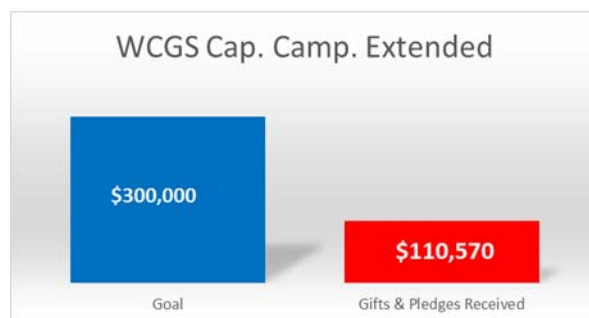 WCGS Cap. Camp. Extended
$300,000
$110,570
Goal
Gifts & Pledges Received